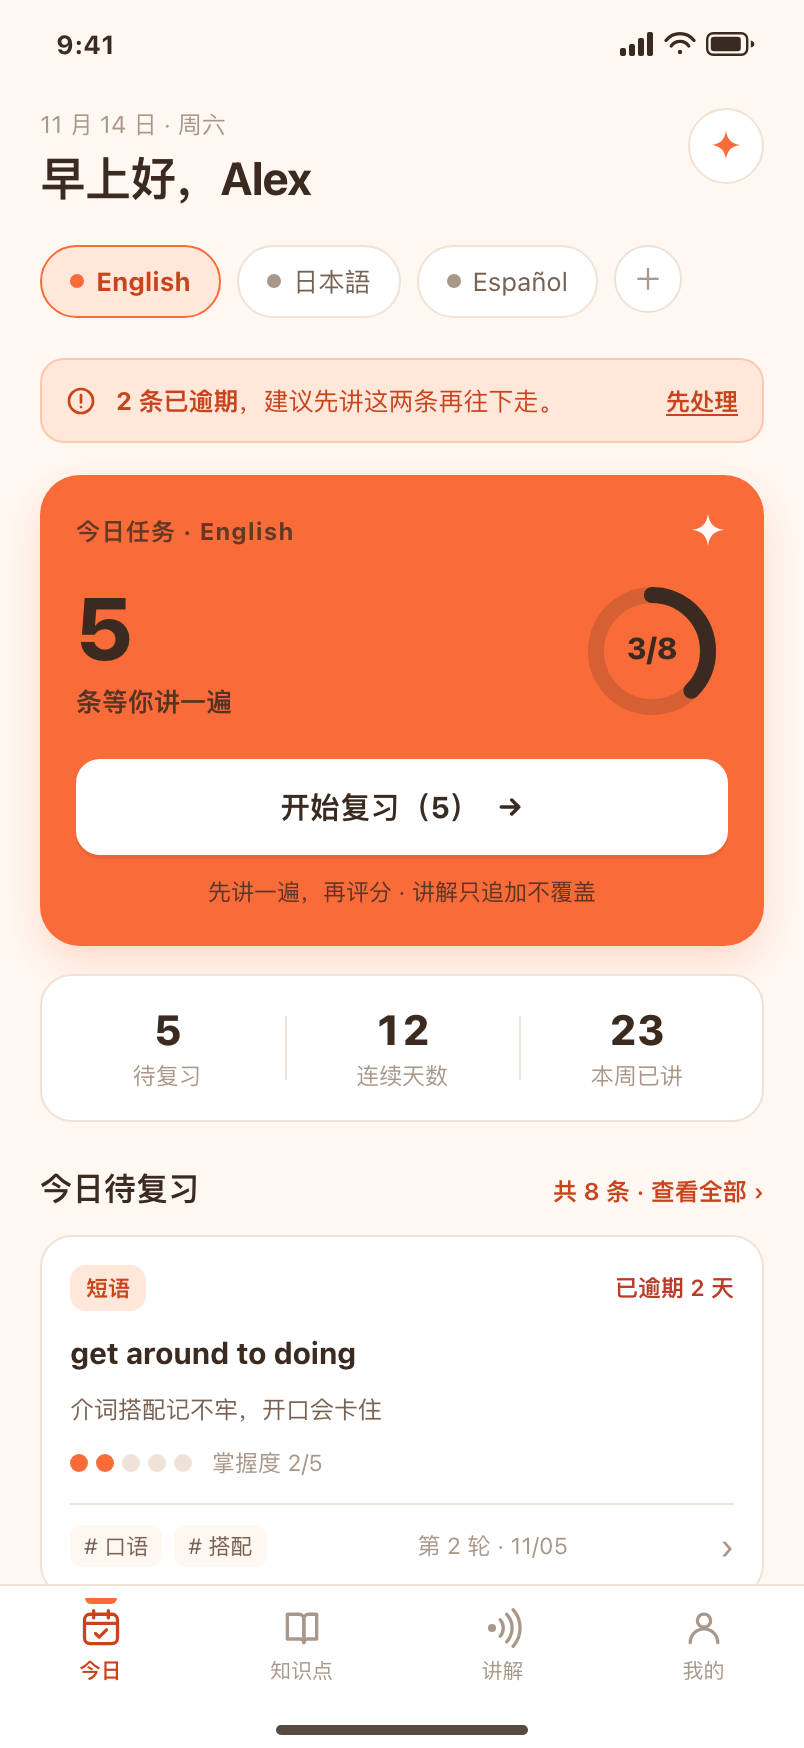 9:41
11 月 14 日 · 周六
早上好，Alex
English
日本語
Español
2 条已逾期，建议先讲这两条再往下走。
先处理
今日任务 · English
5
3/8
条等你讲一遍
开始复习（5） →
先讲一遍，再评分 · 讲解只追加不覆盖
5
12
23
待复习
连续天数
本周已讲
今日待复习
共 8 条 · 查看全部 ›
短语
已逾期 2 天
get around to doing
介词搭配记不牢，开口会卡住
掌握度 2/5
# 口语
# 搭配
第 2 轮 · 11/05
今日
知识点
讲解
我的